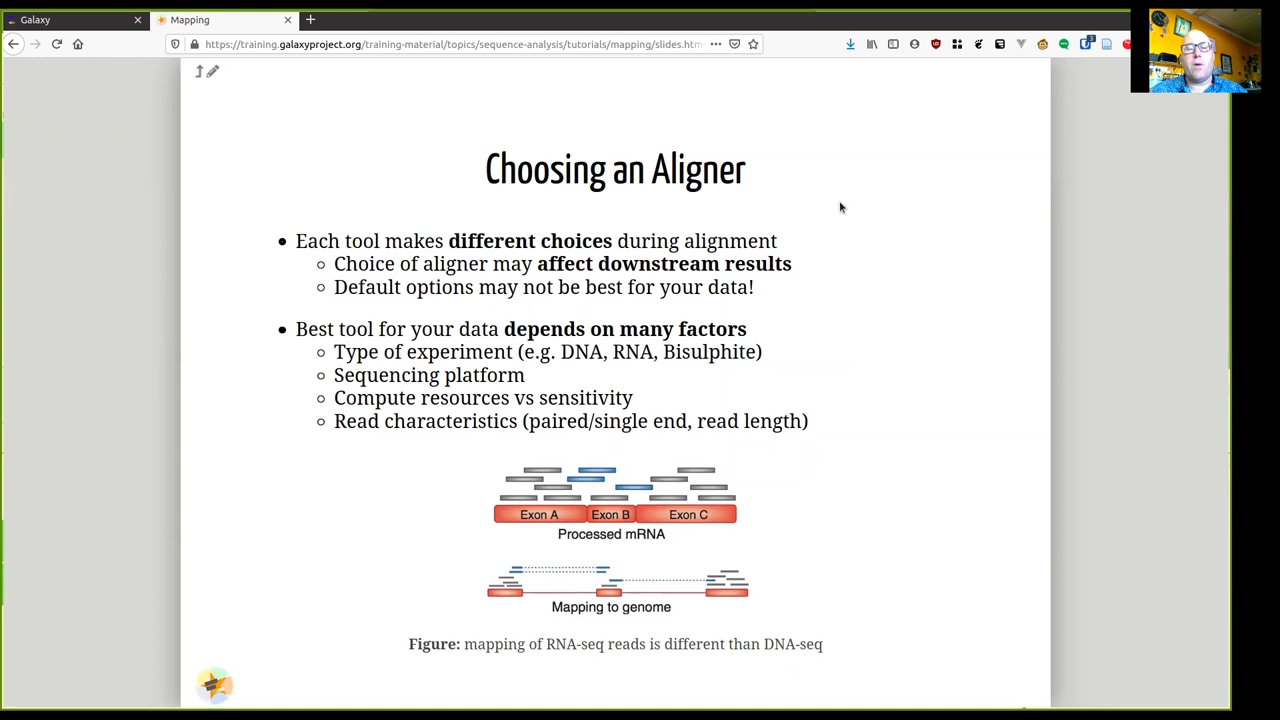 Galaxy
Mapping
https://training.galaxyproject.org/training-material/topics/sequence-analysis/tutorials/mapping/slides.htm
Choosing an Aligner
Each tool makes different choices during alignment
Choice of aligner may affect downstream results
Default options may not be best for your data!
Best tool for your data depends on many factors
Type of experiment (e.g. DNA, RNA, Bisulphite)
Sequencing platform
Compute resources vs sensitivity
Read characteristics (paired/single end, read length)
Exon A Exon B Exon C
Processed mRNA
Mapping to genome
Figure: mapping of RNA-seq reads is different than DNA-seq